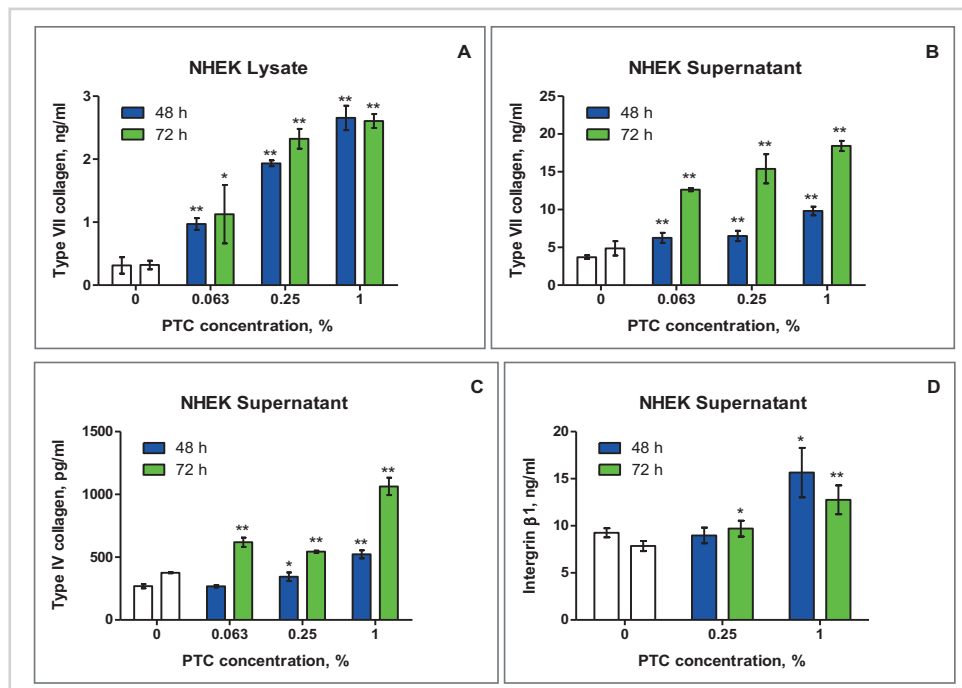 A
NHEK Lysate
48 h
72 h
Type VII collagen, ng/ml
3
2
1
0
** * ** ** ** **
0 0.063 0.25 1
PTC concentration, %
B
NHEK Supernatant
48 h
72 h
Type VII collagen, ng/ml
25
20
15
10
5
0
** ** ** ** ** **
0 0.063 0.25 1
PTC concentration, %
C
NHEK Supernatant
48 h
72 h
Type IV collagen, pg/ml
1500
1000
500
0
** * ** ** **
0 0.063 0.25 1
PTC concentration, %
D
NHEK Supernatant
48 h
72 h
Intergrin β1, ng/ml
20
15
10
5
0
* * **
0 0.25 1
PTC concentration, %